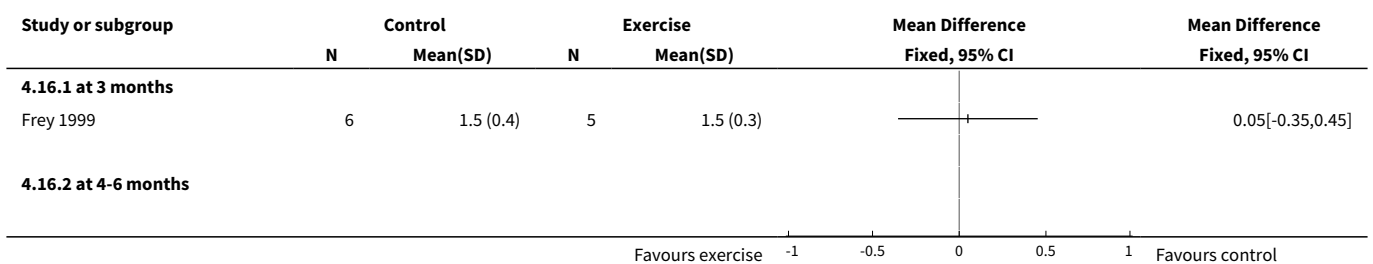 Study or subgroup Control Exercise Mean Difference Mean Difference
N Mean(SD) N Mean(SD) Fixed, 95% CI Fixed, 95% CI
4.16.1 at 3 months
Frey 1999 6 1.5 (0.4) 5 1.5 (0.3) 0.05[-0.35,0.45]
4.16.2 at 4-6 months
Favours exercise -1 -0.5 0 0.5 1 Favours control